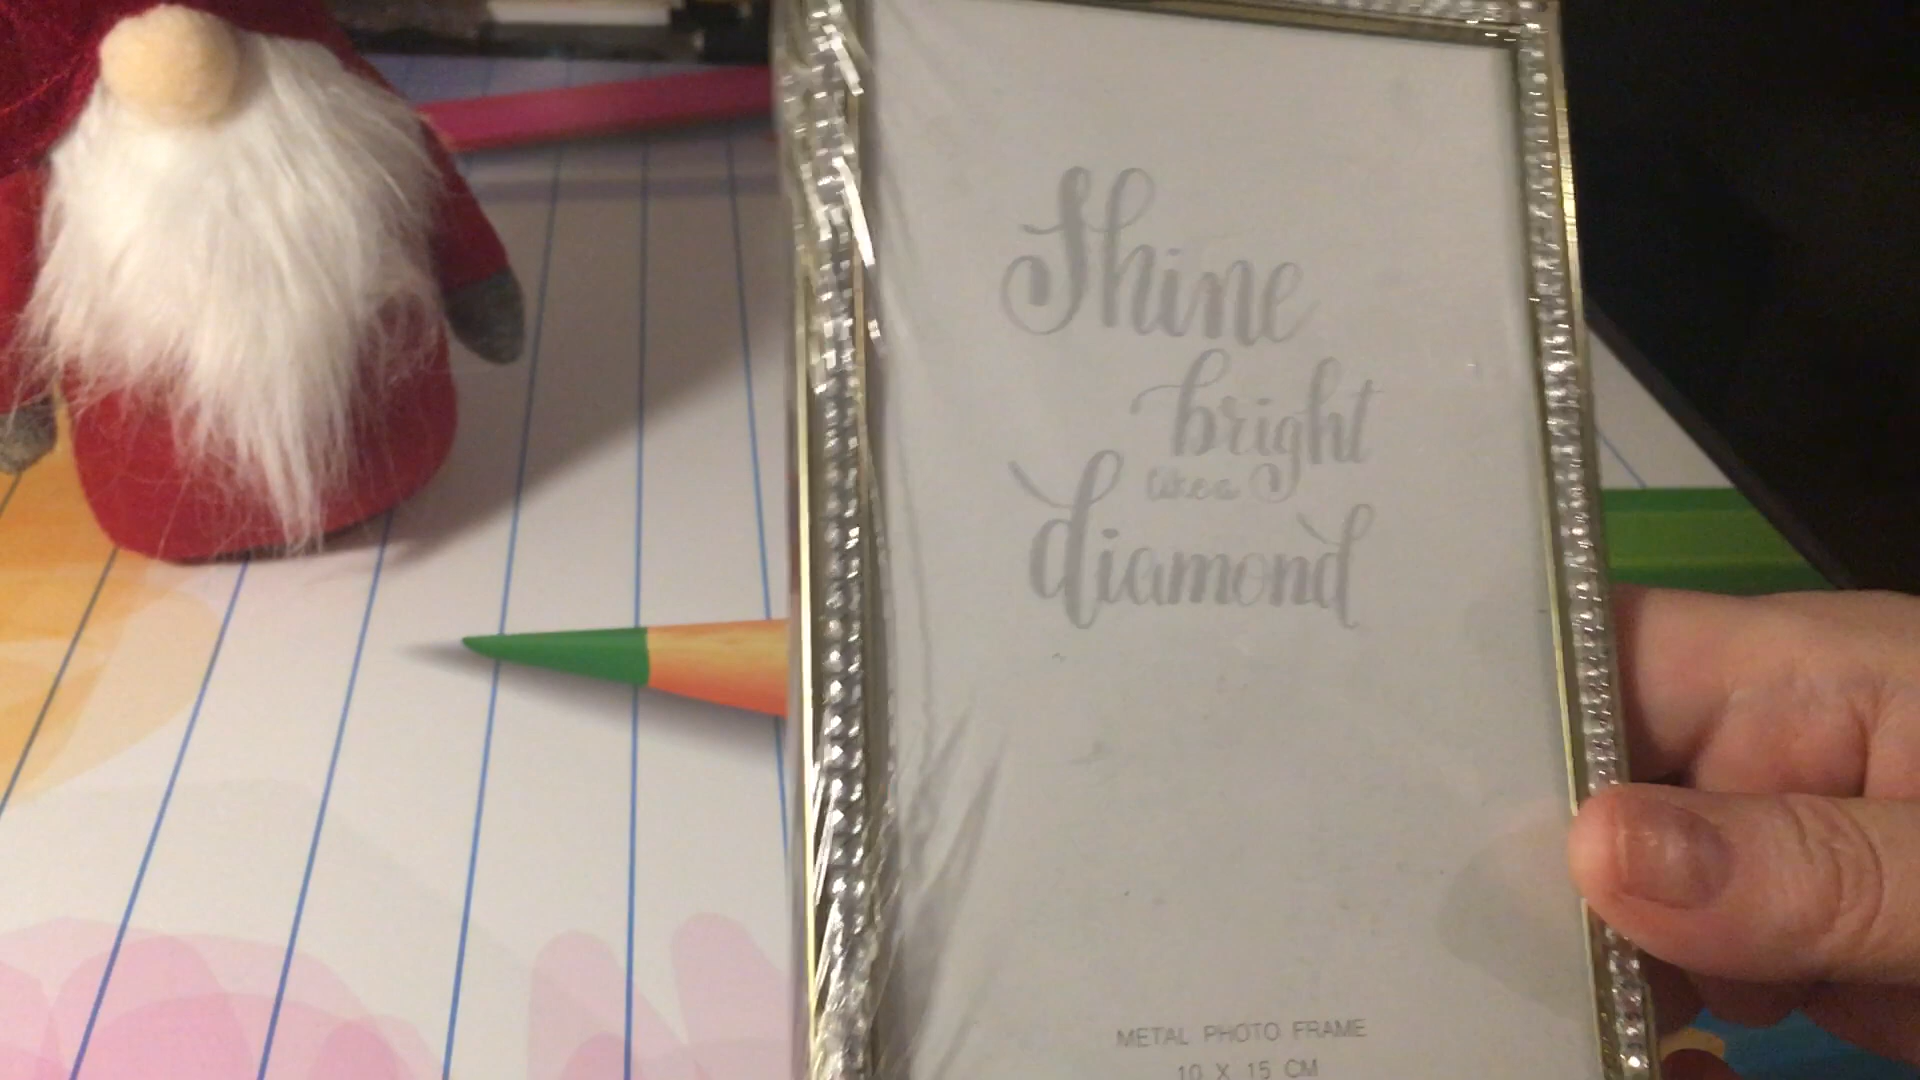 Shine
bright
like a
diamond
METAL PHOTO FRAME
10 X 15 CM